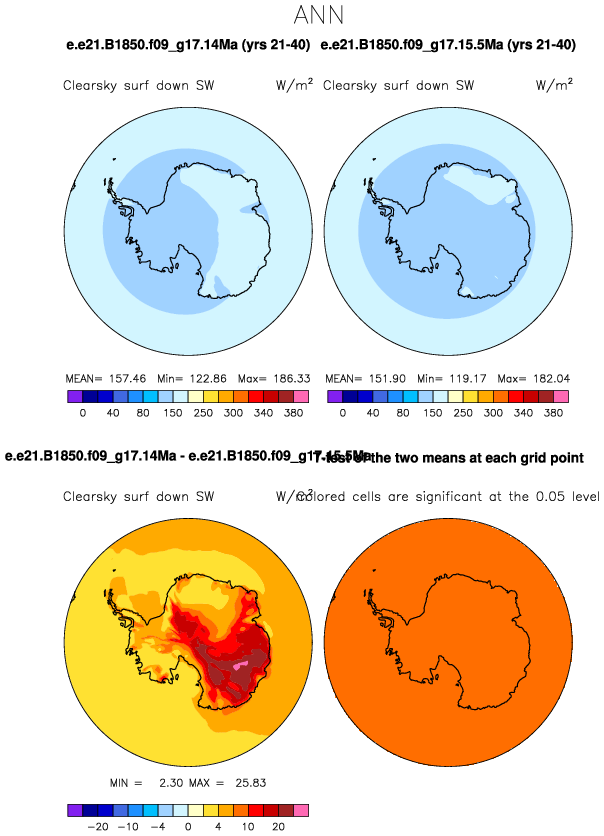 ANN
e.e21.B1850.f09_g17.14Ma (yrs 21-40) e.e21.B1850.f09_g17.15.5Ma (yrs 21-40)
Clearsky surf down SW W/m² Clearsky surf down SW W/m²
MEAN= 157.46 Min= 122.86 Max= 186.33 MEAN= 151.90 Min= 119.17 Max= 182.04
0 40 80 150 250 300 340 380 0 40 80 150 250 300 340 380
e.e21.B1850.f09_g17.14Ma - e.e21.B1850.f09_g17.15.5Ma T-test of the two means at each grid point
Clearsky surf down SW W/m² Colored cells are significant at the 0.05 level
MIN = 2.30 MAX = 25.83
-20 -10 -4 0 4 10 20